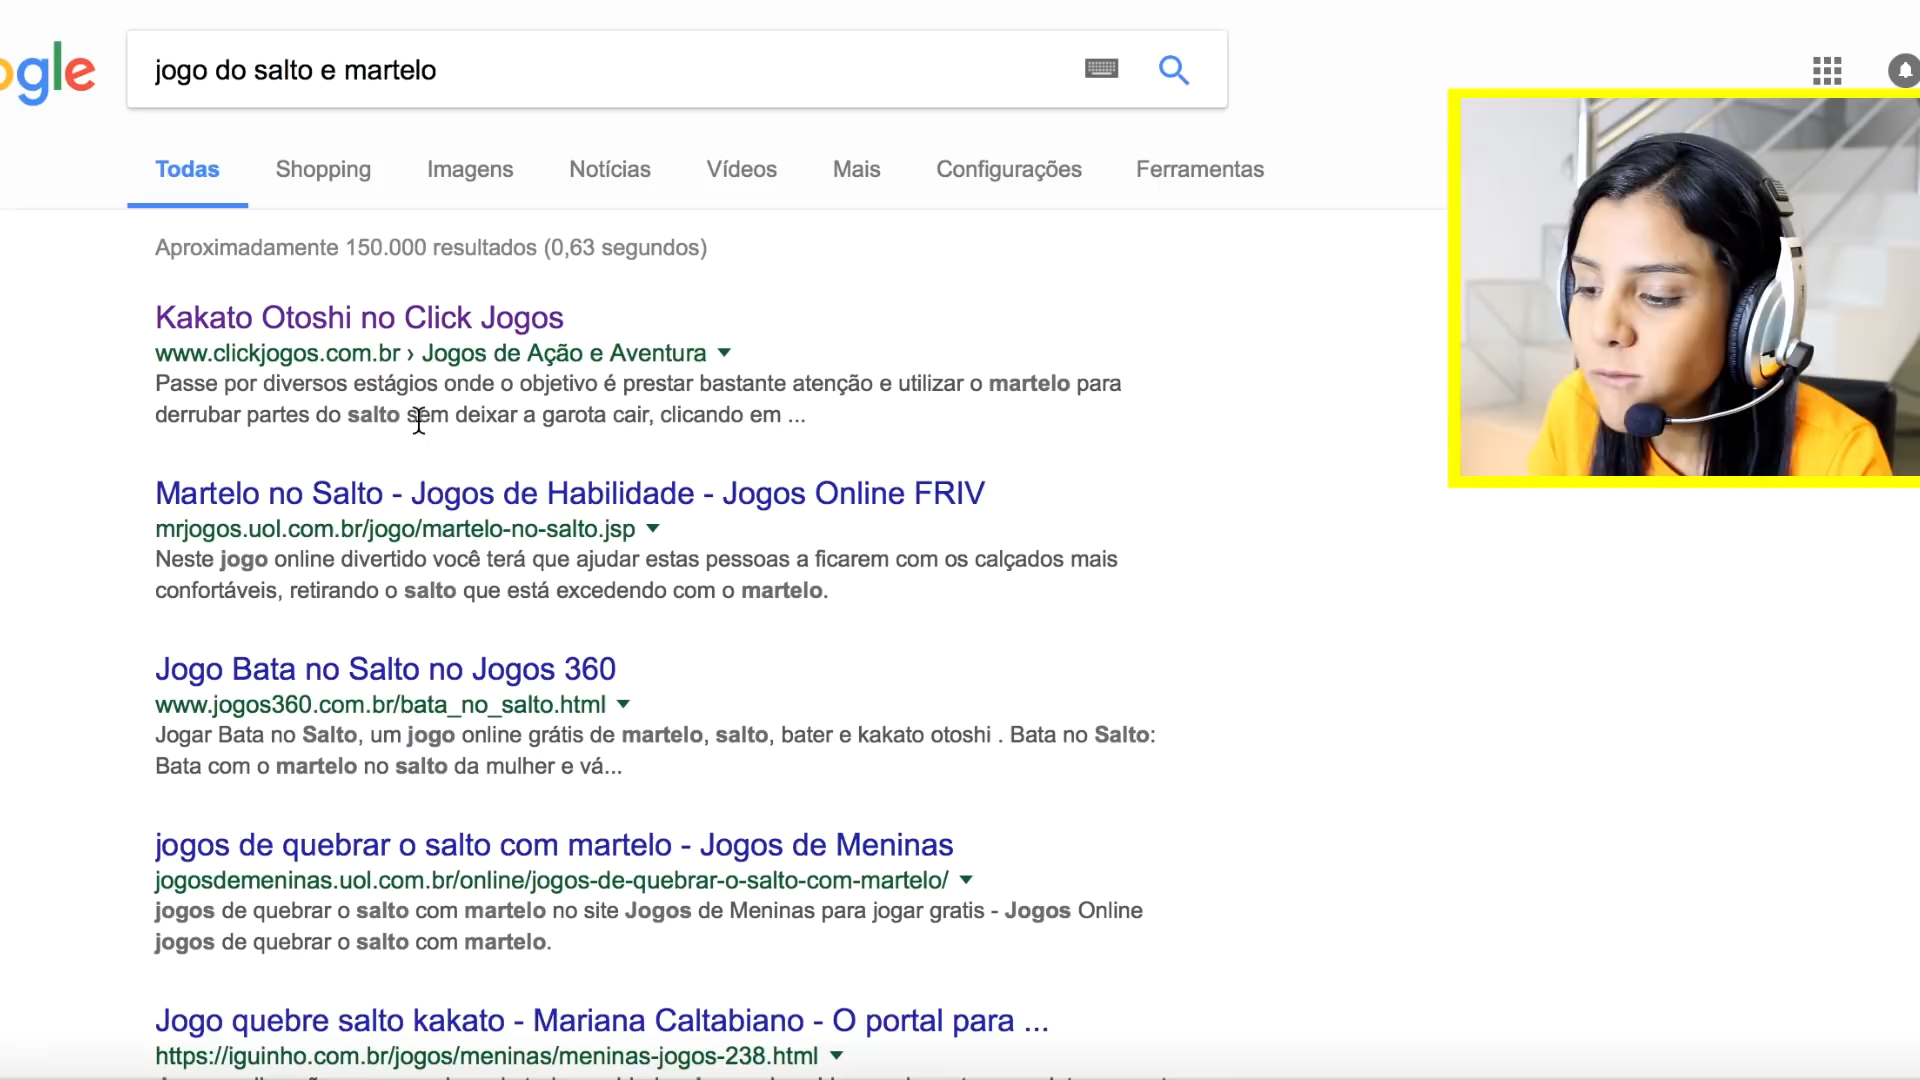 ogle
jogo do salto e martelo
Todas Shopping Imagens Notícias Vídeos Mais Configurações Ferramentas
Aproximadamente 150.000 resultados (0,63 segundos)
Kakato Otoshi no Click Jogos
www.clickjogos.com.br › Jogos de Ação e Aventura
Passe por diversos estágios onde o objetivo é prestar bastante atenção e utilizar o martelo para
derrubar partes do salto sem deixar a garota cair, clicando em ...
Martelo no Salto - Jogos de Habilidade - Jogos Online FRIV
mrjogos.uol.com.br/jogo/martelo-no-salto.jsp
Neste jogo online divertido você terá que ajudar estas pessoas a ficarem com os calçados mais
confortáveis, retirando o salto que está excedendo com o martelo.
Jogo Bata no Salto no Jogos 360
www.jogos360.com.br/bata_no_salto.html
Jogar Bata no Salto, um jogo online grátis de martelo, salto, bater e kakato otoshi . Bata no Salto:
Bata com o martelo no salto da mulher e vá...
jogos de quebrar o salto com martelo - Jogos de Meninas
jogosdemeninas.uol.com.br/online/jogos-de-quebrar-o-salto-com-martelo/
jogos de quebrar o salto com martelo no site Jogos de Meninas para jogar gratis - Jogos Online
jogos de quebrar o salto com martelo.
Jogo quebre salto kakato - Mariana Caltabiano - O portal para ...
https://iguinho.com.br/jogos/meninas/meninas-jogos-238.html